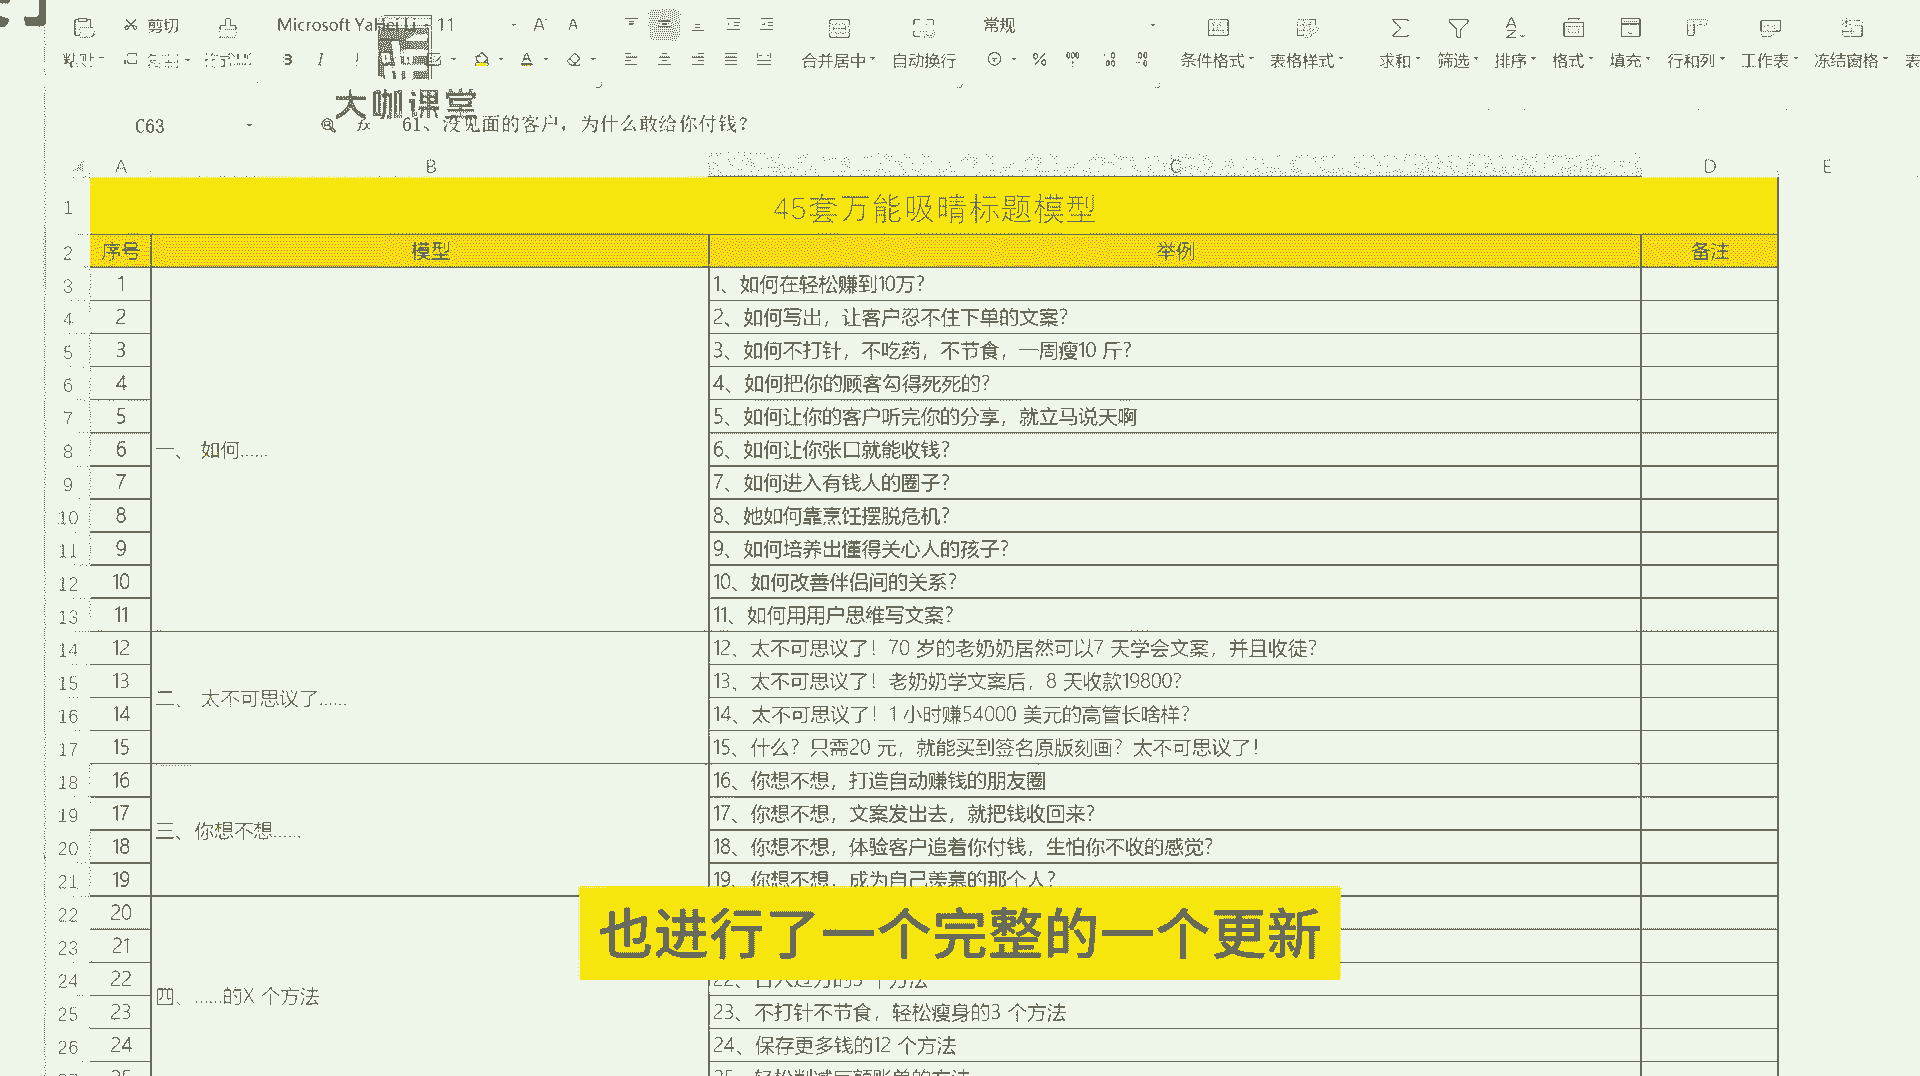 剪切 Microsoft YaHei UI 11 A A 常规
粘贴 复制 格式刷 B I 合并居中 自动换行 % 条件格式 表格样式 求和 筛选 排序 格式 填充 行和列 工作表 冻结窗格 表
大咖课堂
C63 fx 61、没见面的客户，为什么敢给你付钱？
A B C D E
1 45套万能吸睛标题模型
2 序号 模型 举例 备注
3 1 1、如何在轻松赚到10万？
4 2 2、如何写出，让客户忍不住下单的文案？
5 3 3、如何不打针，不吃药，不节食，一周瘦10 斤？
6 4 4、如何把你的顾客勾得死死的？
7 5 5、如何让你的客户听完你的分享，就立马说天啊
8 6 一、 如何…… 6、如何让你张口就能收钱？
9 7 7、如何进入有钱人的圈子？
10 8 8、她如何靠烹饪摆脱危机？
11 9 9、如何培养出懂得关心人的孩子？
12 10 10、如何改善伴侣间的关系？
13 11 11、如何用用户思维写文案？
14 12 12、太不可思议了！70 岁的老奶奶居然可以7 天学会文案，并且收徒？
15 13 二、 太不可思议了…… 13、太不可思议了！老奶奶学文案后，8 天收款19800？
16 14 14、太不可思议了！1 小时赚54000 美元的高管长啥样？
17 15 15、什么？只需20 元，就能买到签名原版刻画？太不可思议了！
18 16 16、你想不想，打造自动赚钱的朋友圈
19 17 三、你想不想…… 17、你想不想，文案发出去，就把钱收回来？
20 18 18、你想不想，体验客户追着你付钱，生怕你不收的感觉？
21 19 19、你想不想，成为自己羡慕的那个人？
22 20
也进行了一个完整的一个更新
23 21
24 22 四、……的X 个方法
25 23 23、不打针不节食，轻松瘦身的3 个方法
26 24 24、保存更多钱的12 个方法